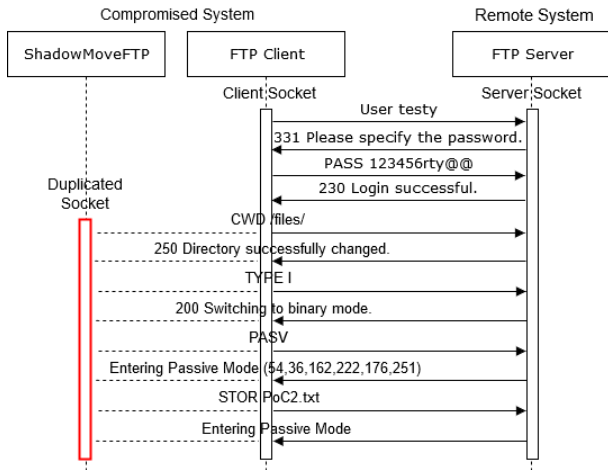 Compromised System
Remote System
ShadowMoveFTP
FTP Client
FTP Server
Client Socket
Server Socket
User testy
331 Please specify the password.
PASS 123456rty@@
230 Login successful.
Duplicated
Socket
CWD /files/
250 Directory successfully changed.
TYPE I
200 Switching to binary mode.
PASV
Entering Passive Mode (54,36,162,222,176,251)
STOR PoC2.txt
Entering Passive Mode